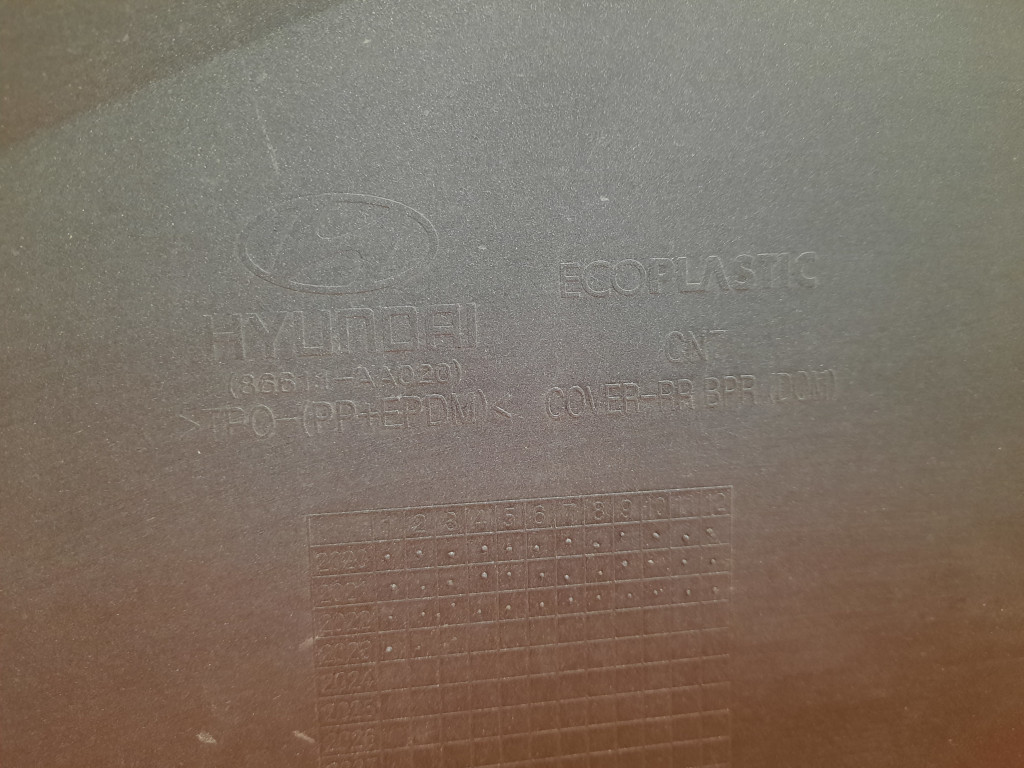 HYUNDAI
(86611-AA020)
>TPO-(PP+EPDM)<
ECOPLASTIC
CN7
COVER-RR BPR (DOM)
1 2 3 4 5 6 7 8 9 10 11 12
2020
2021
2022
2023
2024
2025
2026